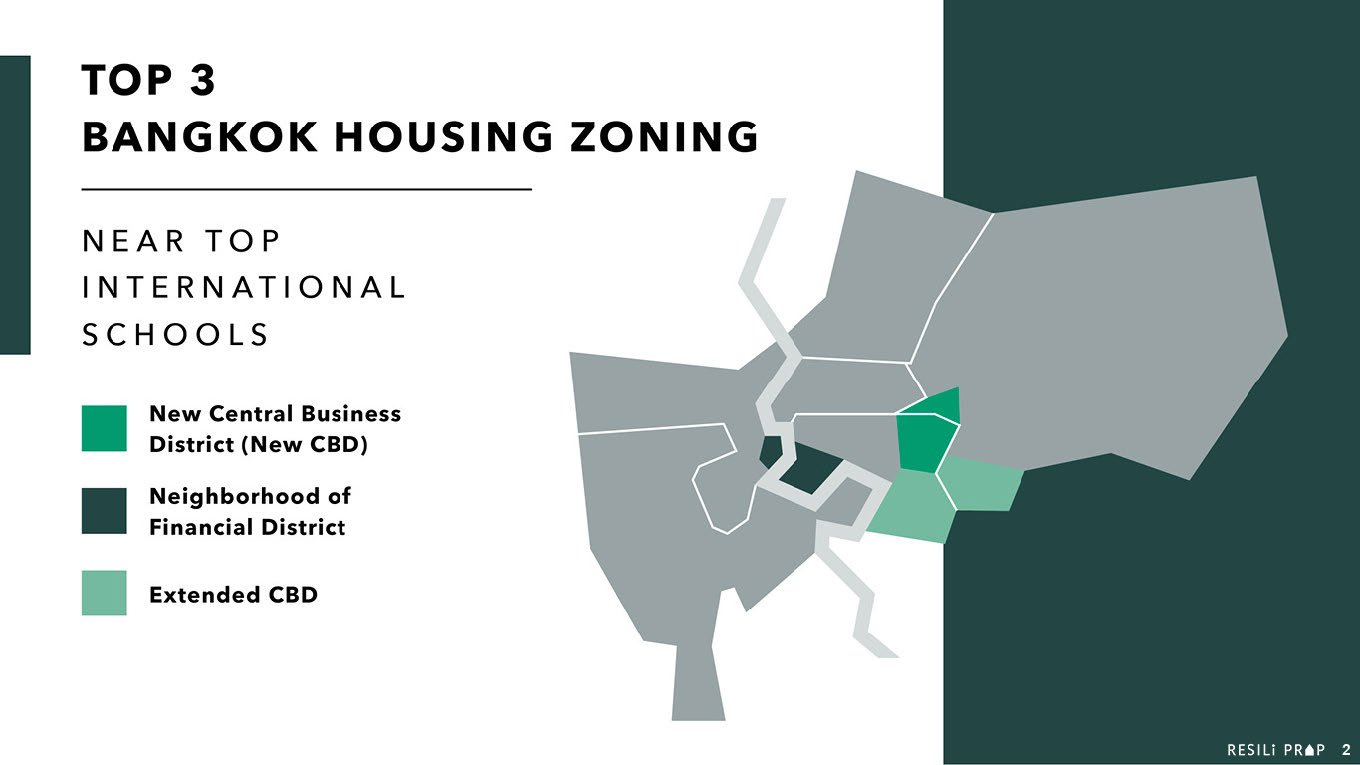 TOP 3
BANGKOK HOUSING ZONING
NEAR TOP
INTERNATIONAL
SCHOOLS
New Central Business
District (New CBD)
Neighborhood of
Financial District
Extended CBD
RESILI PROP 2